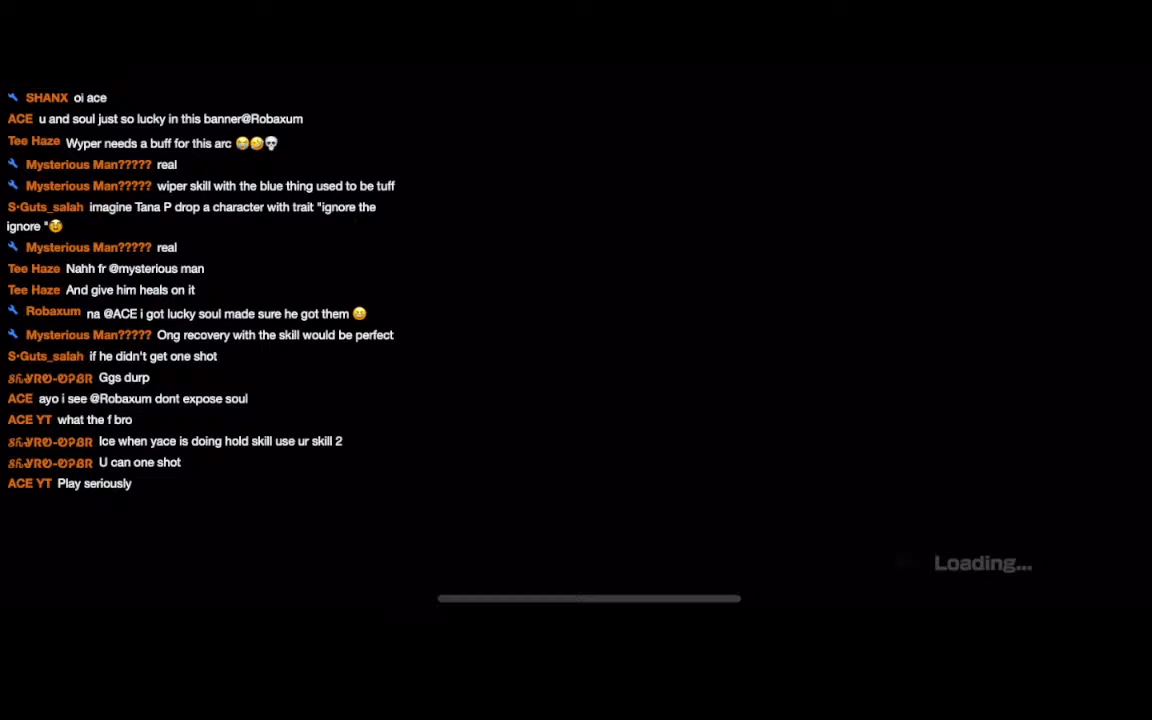 SHANX oi ace
ACE u and soul just so lucky in this banner@Robaxum
Tee Haze Wyper needs a buff for this arc 😭🤣💀
Mysterious Man????? real
Mysterious Man????? wiper skill with the blue thing used to be tuff
S•Guts_salah imagine Tana P drop a character with trait "ignore the
ignore "🤨
Mysterious Man????? real
Tee Haze Nahh fr @mysterious man
Tee Haze And give him heals on it
Robaxum na @ACE i got lucky soul made sure he got them 😁
Mysterious Man????? Ong recovery with the skill would be perfect
S•Guts_salah if he didn't get one shot
Ggs durp
ACE ayo i see @Robaxum dont expose soul
ACE YT what the f bro
Ice when yace is doing hold skill use ur skill 2
U can one shot
ACE YT Play seriously
Loading...